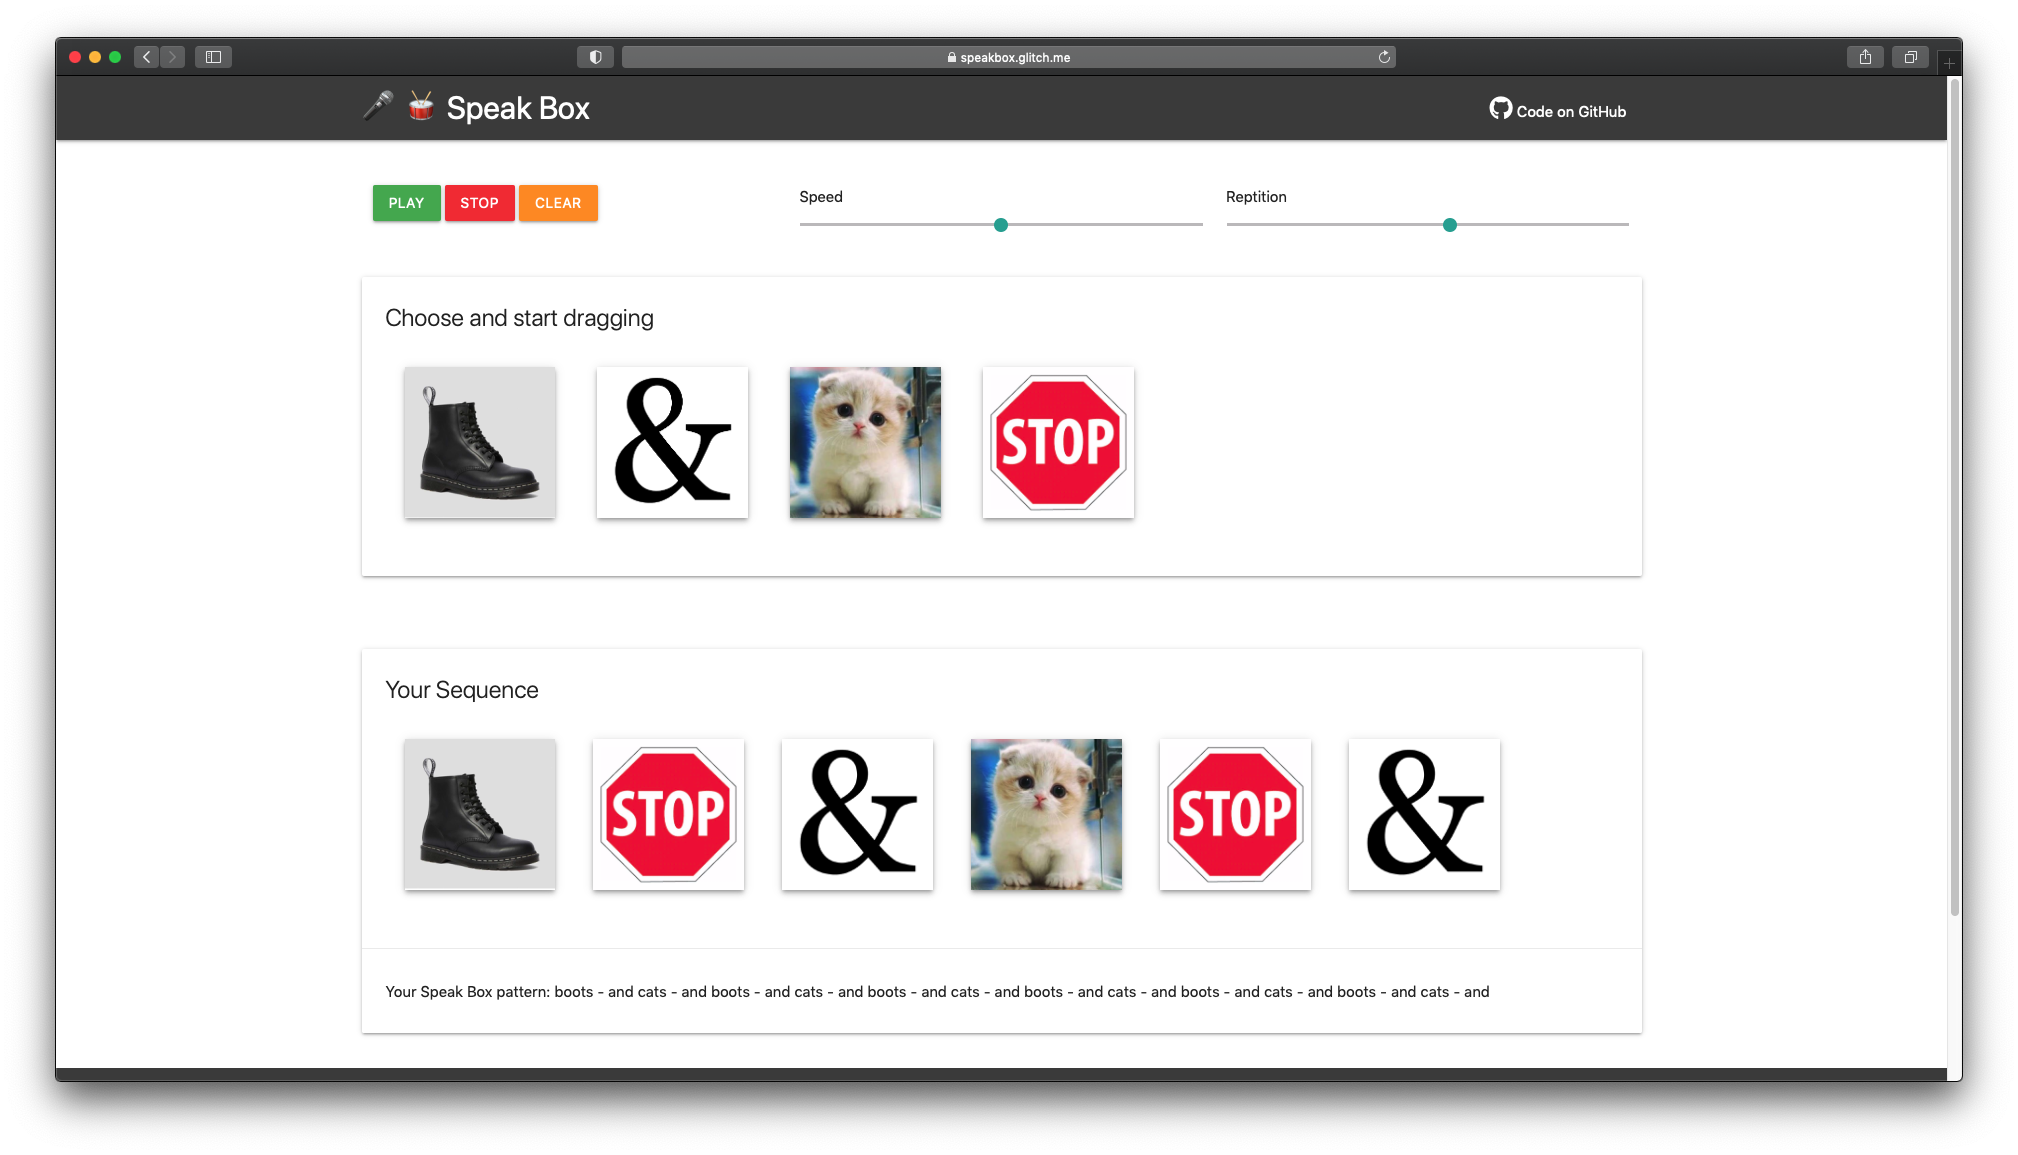 speakbox.glitch.me
Speak Box
Code on GitHub
PLAY STOP CLEAR
Speed
Reptition
Choose and start dragging
& STOP
Your Sequence
STOP & STOP &
Your Speak Box pattern: boots - and cats - and boots - and cats - and boots - and cats - and boots - and cats - and boots - and cats - and boots - and cats - and